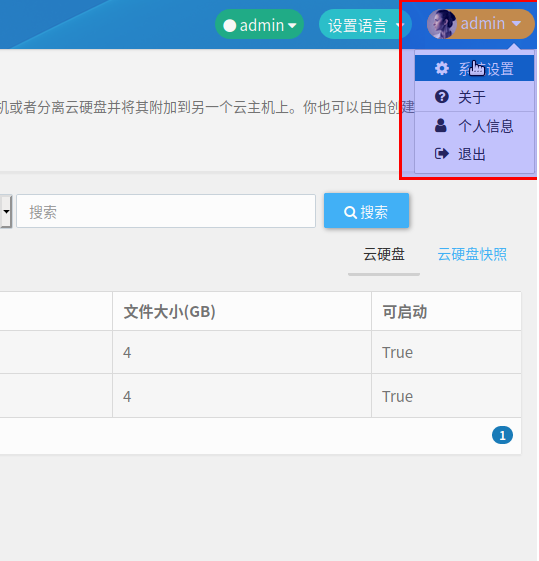 admin
设置语言
admin
系统设置
关于
个人信息
退出
机或者分离云硬盘并将其附加到另一个云主机上。你也可以自由创建
搜索
搜索
云硬盘
云硬盘快照
文件大小(GB)
可启动
4
True
4
True
1